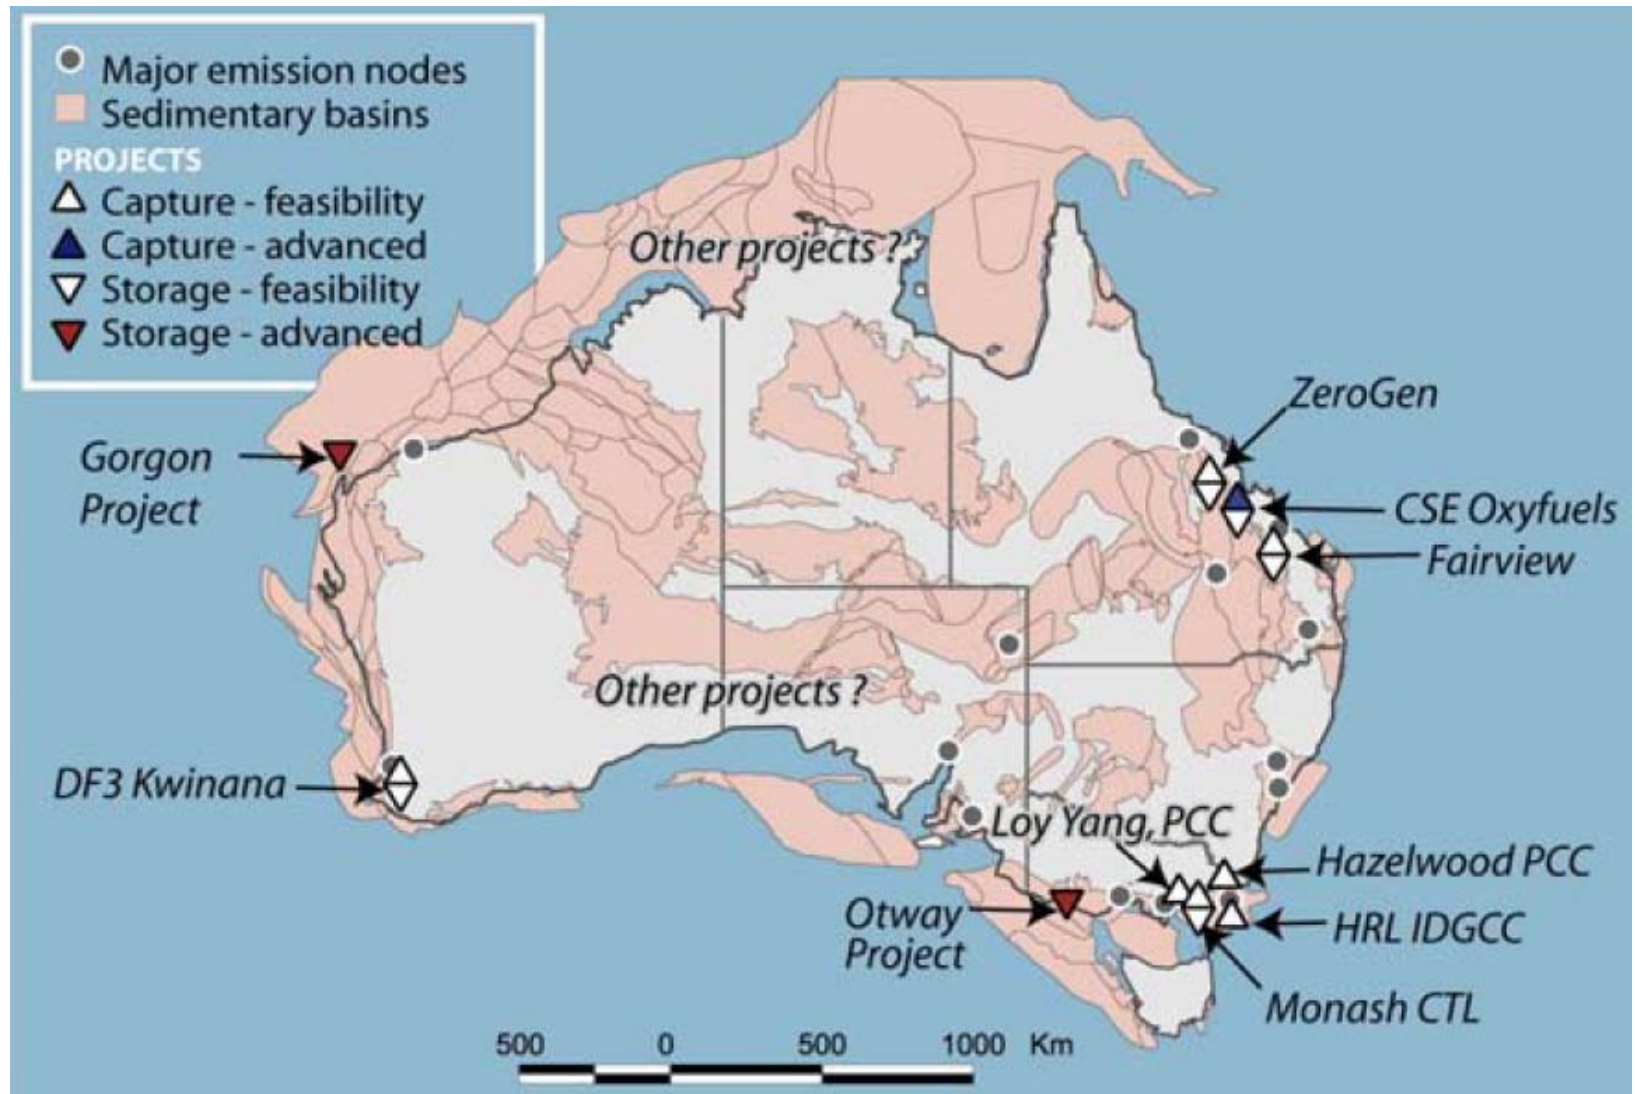 Major emission nodes
Sedimentary basins
PROJECTS
Capture - feasibility
Capture - advanced
Storage - feasibility
Storage - advanced
Other projects ?
ZeroGen
Gorgon
Project
CSE Oxyfuels
Fairview
Other projects ?
DF3 Kwinana
Loy Yang, PCC
Hazelwood PCC
Otway
Project
HRL IDGCC
Monash CTL
500 0 500 1000 Km